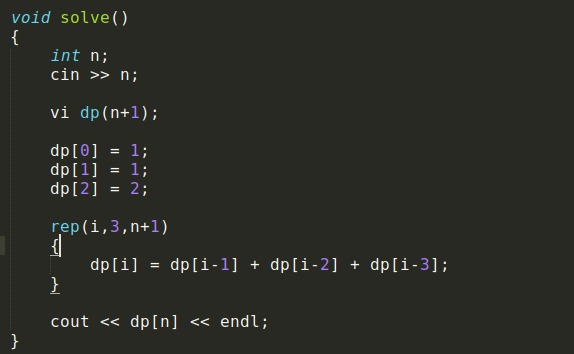 void solve()
{
    int n;
    cin >> n;

    vi dp(n+1);

    dp[0] = 1;
    dp[1] = 1;
    dp[2] = 2;

    rep(i,3,n+1)
    {
        dp[i] = dp[i-1] + dp[i-2] + dp[i-3];
    }

    cout << dp[n] << endl;
}